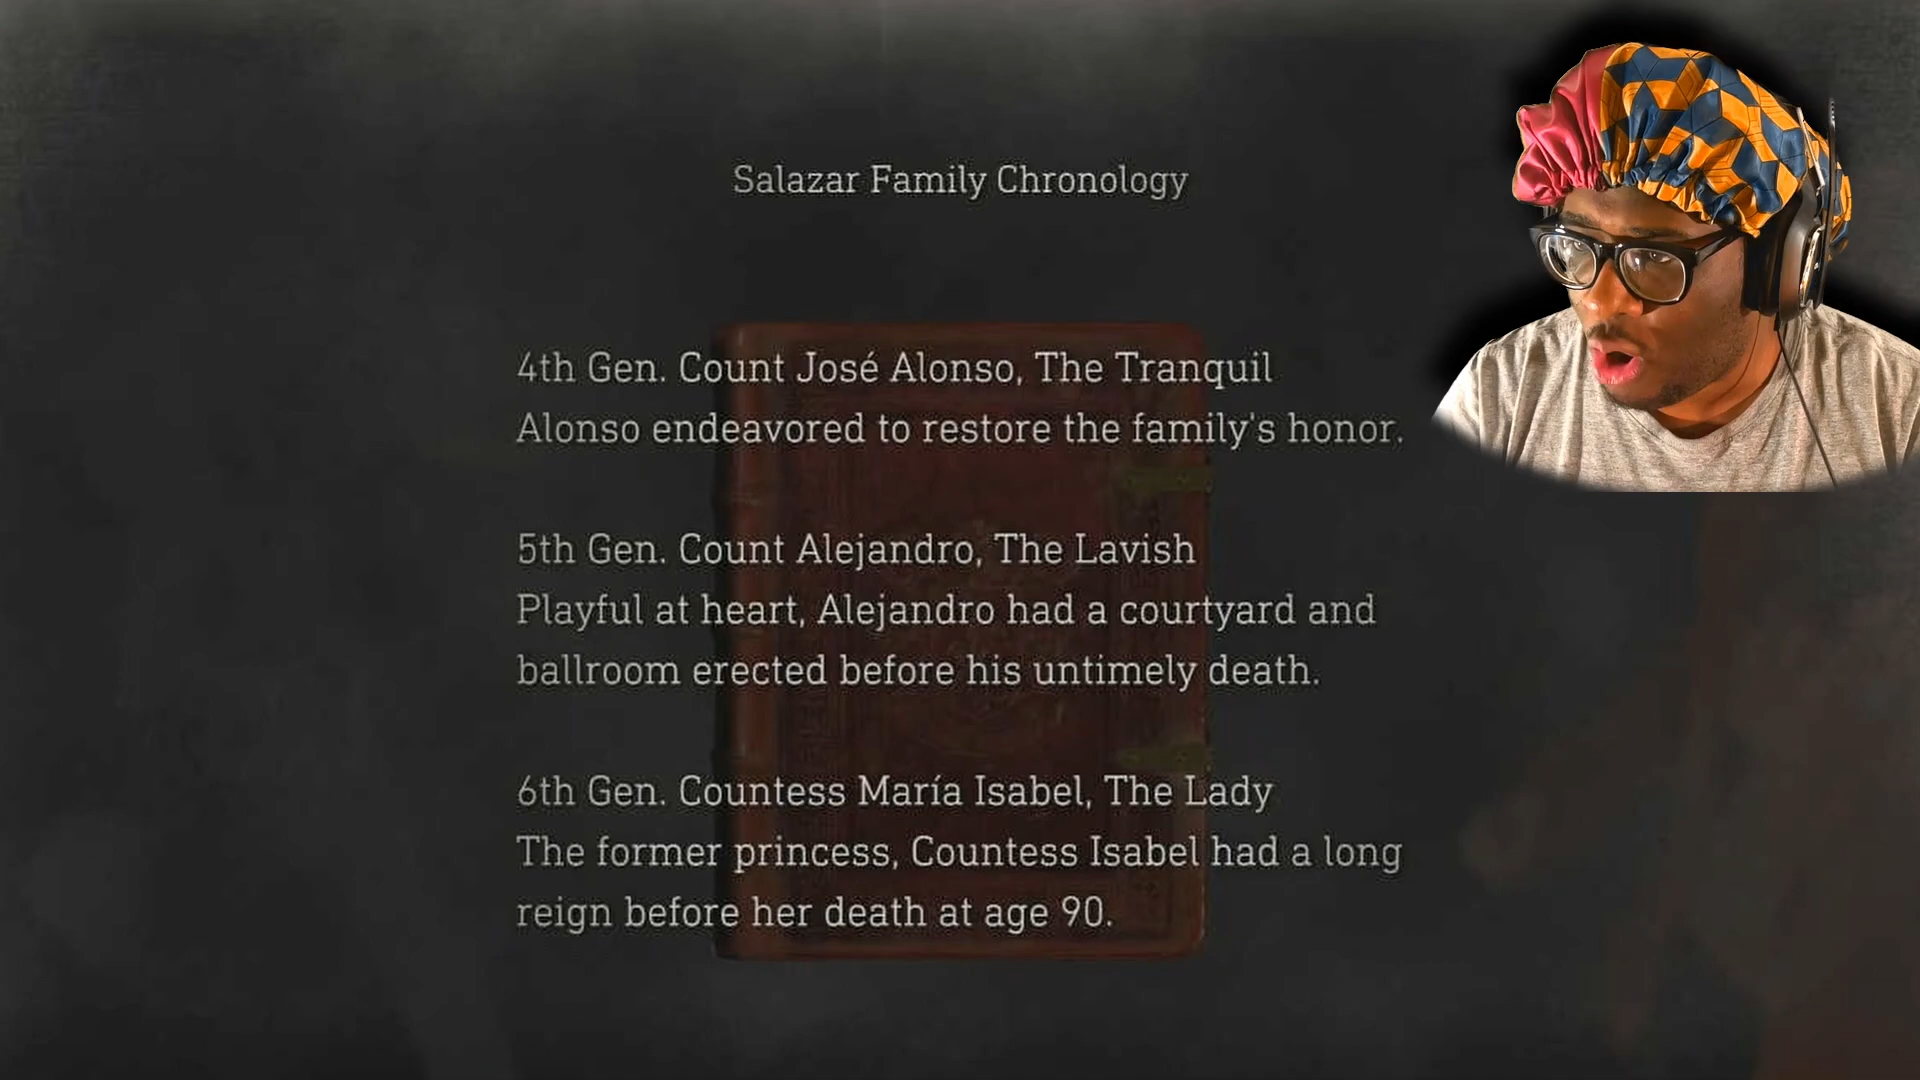 Salazar Family Chronology
4th Gen. Count José Alonso, The Tranquil
Alonso endeavored to restore the family's honor.
5th Gen. Count Alejandro, The Lavish
Playful at heart, Alejandro had a courtyard and
ballroom erected before his untimely death.
6th Gen. Countess María Isabel, The Lady
The former princess, Countess Isabel had a long
reign before her death at age 90.